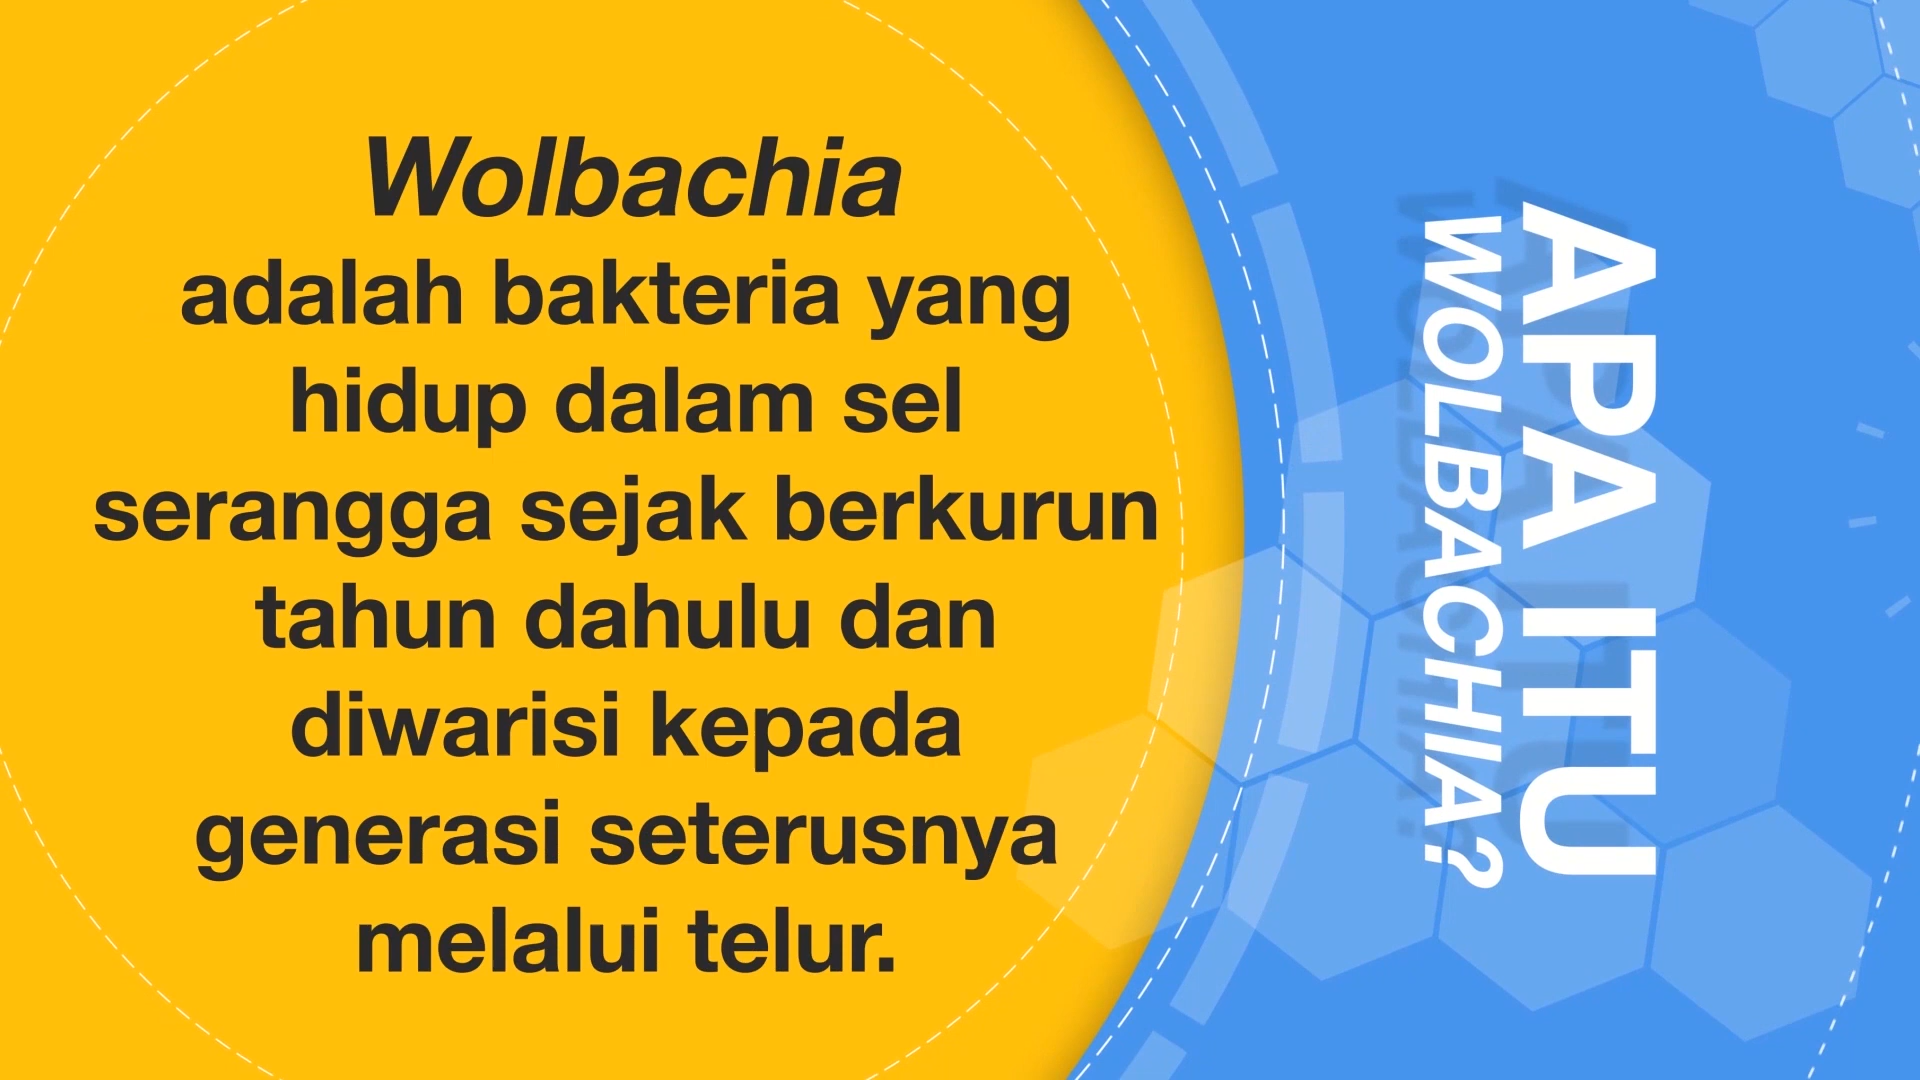 Wolbachia
adalah bakteria yang
hidup dalam sel
serangga sejak berkurun
tahun dahulu dan
diwarisi kepada
generasi seterusnya
melalui telur.
APA ITU
WOLBACHIA?